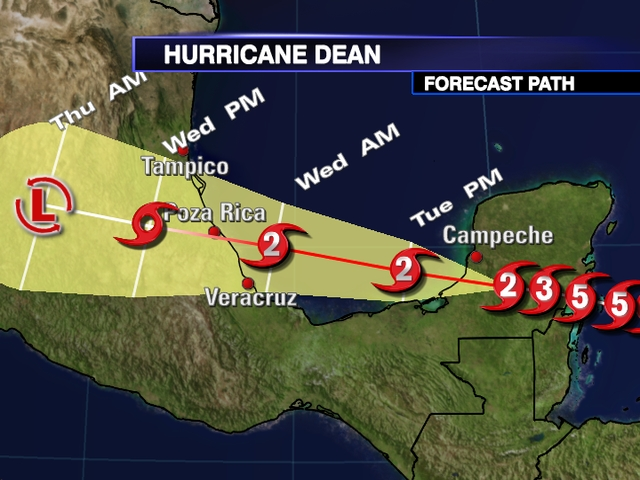 HURRICANE DEAN
FORECAST PATH
Thu AM
Wed PM
Wed AM
Tue PM
Tampico
Poza Rica
Campeche
Veracruz
L
2
2
2
3
5
5